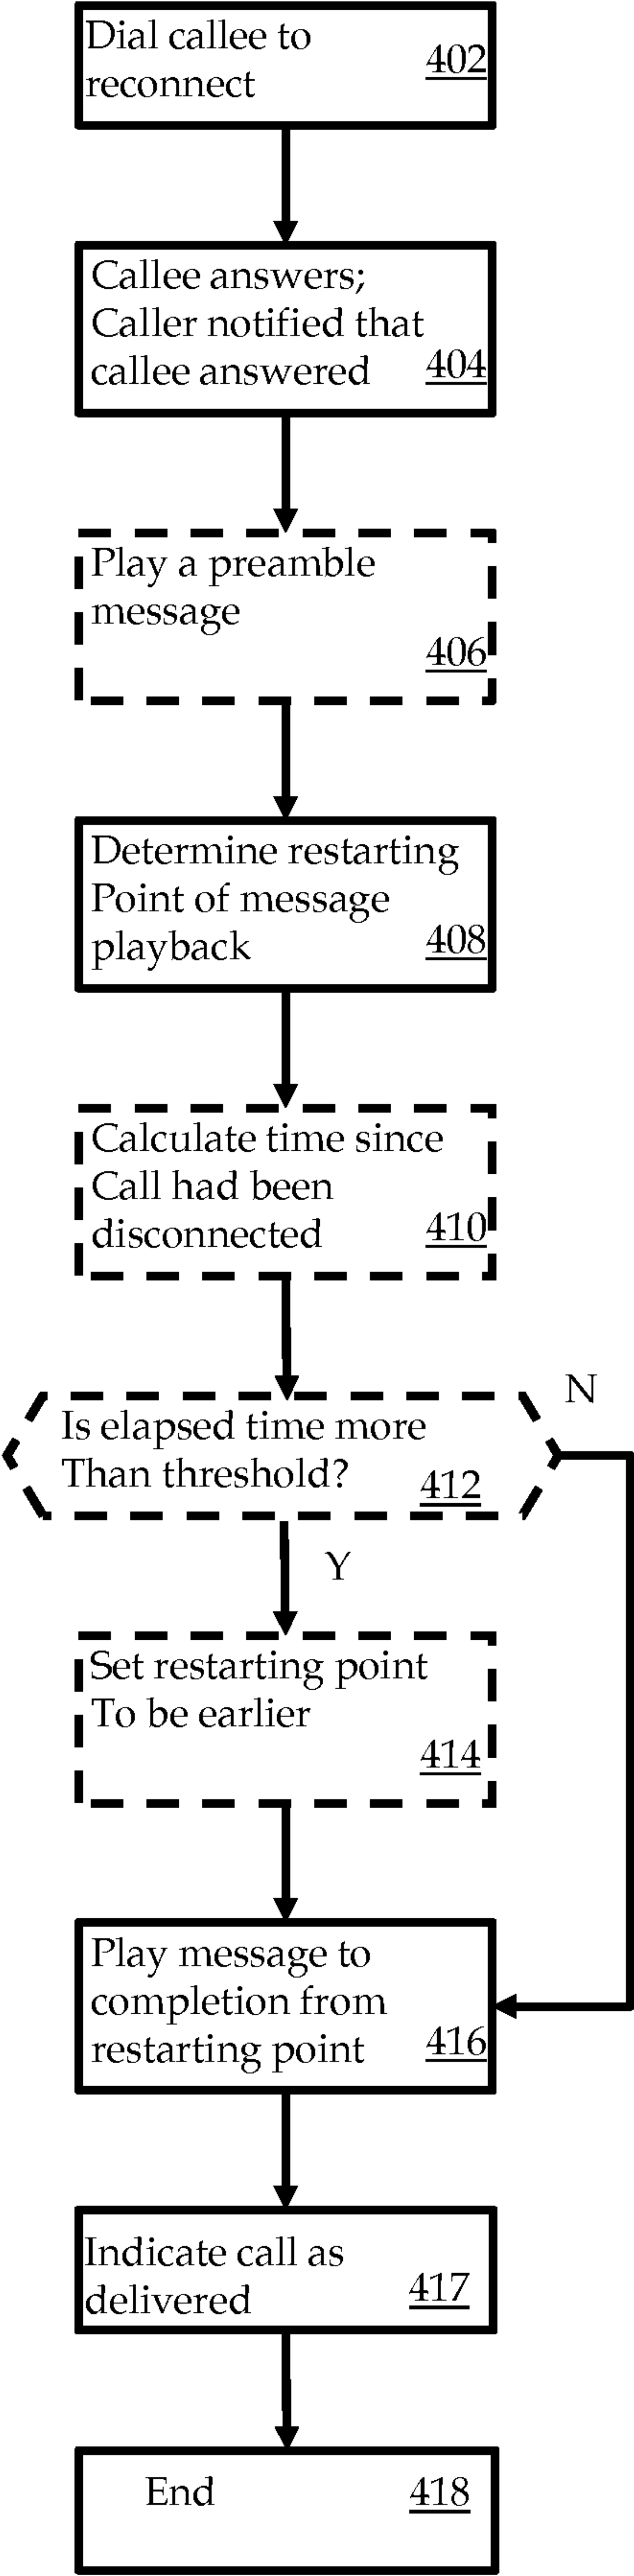 Dial callee to
reconnect
402
Callee answers;
Caller notified that
callee answered
404
Play a preamble
message
406
Determine restarting
Point of message
playback
408
Calculate time since
Call had been
disconnected
410
N
Is elapsed time more
Than threshold?
412
Y
Set restarting point
To be earlier
414
Play message to
completion from
restarting point
416
Indicate call as
delivered
417
End
418